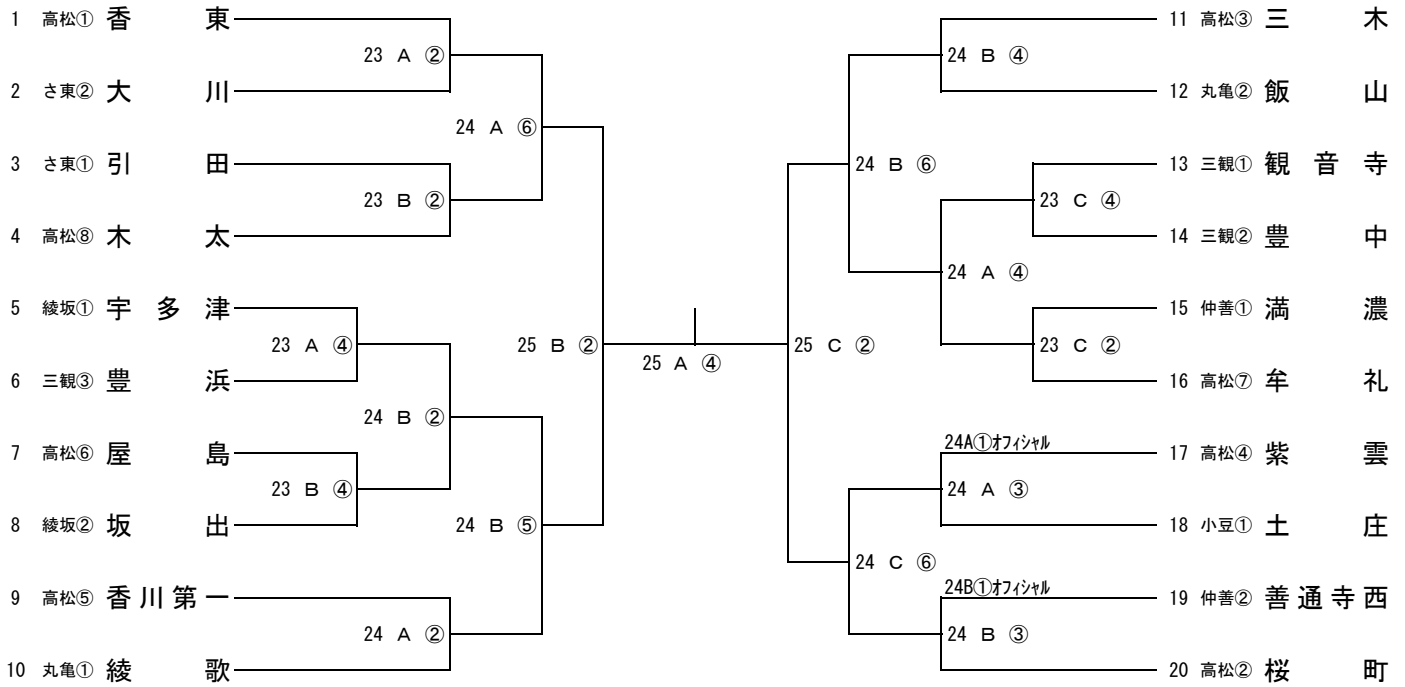 1 高松① 香東
23 A ②
2 さ東② 大川
24 A ⑥
3 さ東① 引田
23 B ②
4 高松⑧ 木太
5 綾坂① 宇多津
23 A ④
6 三観③ 豊浜
24 B ②
7 高松⑥ 屋島
23 B ④
8 綾坂② 坂出
24 B ⑤
9 高松⑤ 香川第一
24 A ②
10 丸亀① 綾歌
25 B ②
25 A ④
25 C ②
11 高松③ 三木
24 B ④
12 丸亀② 飯山
24 B ⑥
13 三観① 観音寺
23 C ④
14 三観② 豊中
24 A ④
15 仲善① 満濃
23 C ②
16 高松⑦ 牟礼
24A①オフィシャル
17 高松④ 紫雲
24 A ③
18 小豆① 土庄
24 C ⑥
24B①オフィシャル
19 仲善② 善通寺西
24 B ③
20 高松② 桜町